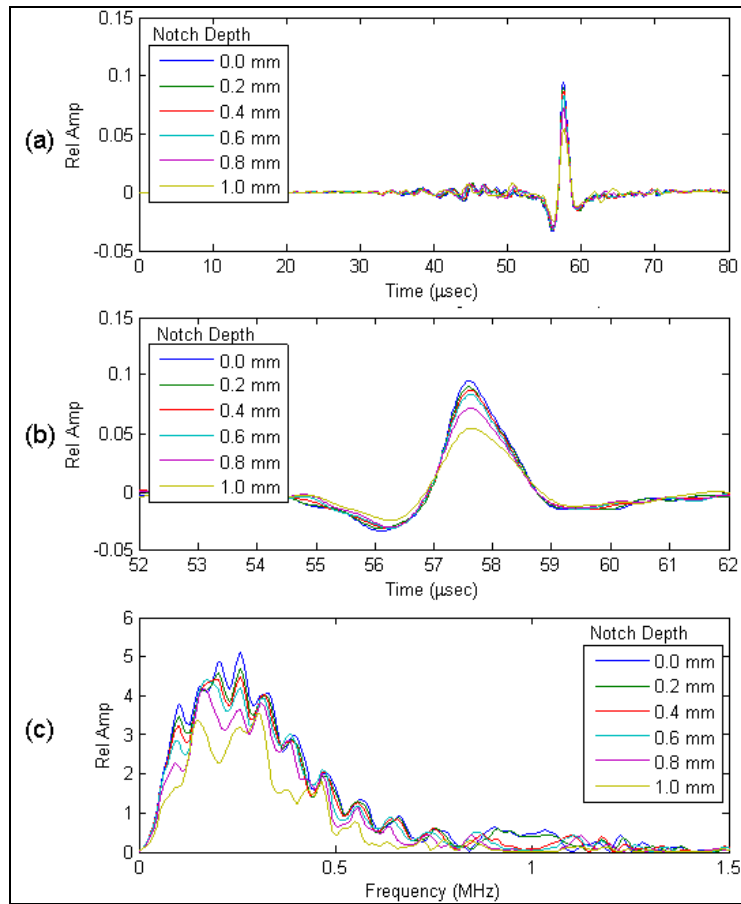 (a)
Rel Amp
0.15
0.1
0.05
0
-0.05
Notch Depth
0.0 mm
0.2 mm
0.4 mm
0.6 mm
0.8 mm
1.0 mm
0 10 20 30 40 50 60 70 80
Time (μsec)
(b)
Rel Amp
0.15
0.1
0.05
0
-0.05
Notch Depth
0.0 mm
0.2 mm
0.4 mm
0.6 mm
0.8 mm
1.0 mm
52 53 54 55 56 57 58 59 60 61 62
Time (μsec)
(c)
Rel Amp
6
5
4
3
2
1
0
Notch Depth
0.0 mm
0.2 mm
0.4 mm
0.6 mm
0.8 mm
1.0 mm
0 0.5 1 1.5
Frequency (MHz)